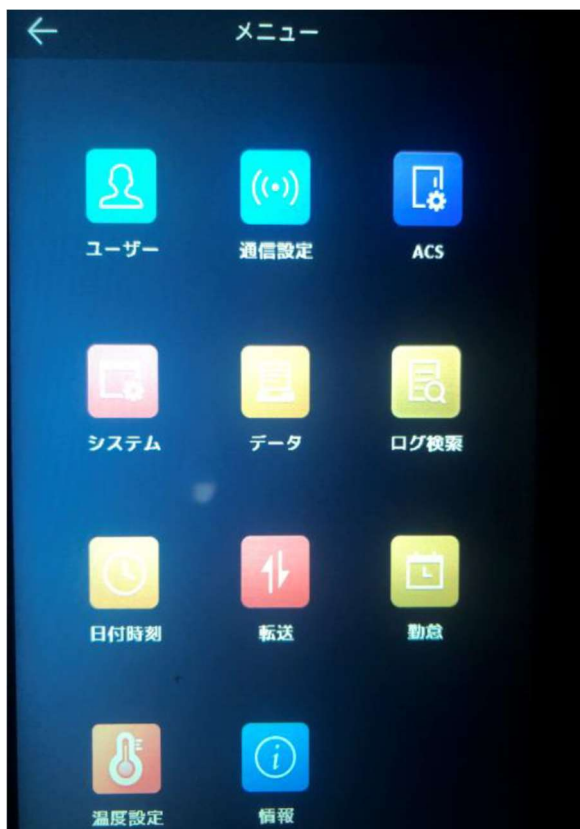 メニュー
ユーザー 通信設定 ACS
システム データ ログ検索
日付時刻 転送 勤怠
温度設定 情報